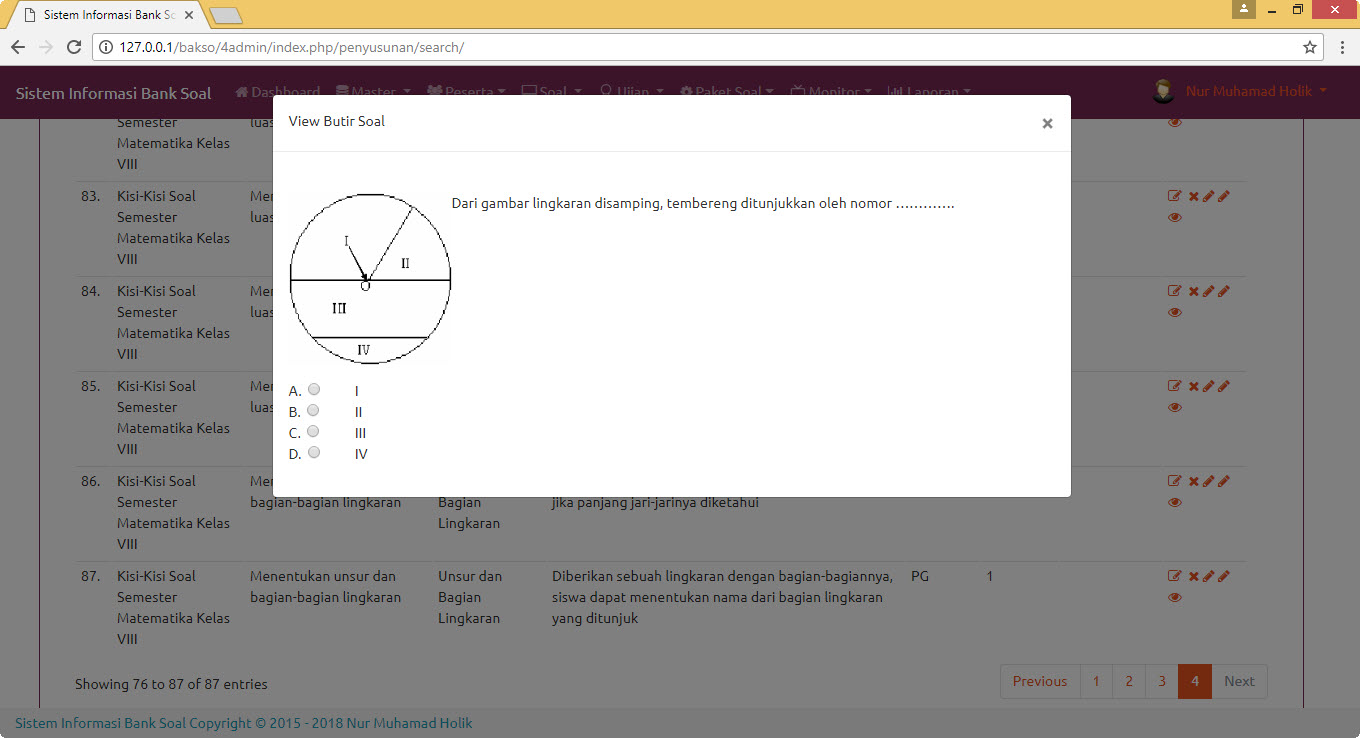 Sistem Informasi Bank So
127.0.0.1/bakso/4admin/index.php/penyusunan/search/
Sistem Informasi Bank Soal
Dashboard Master Peserta Soal Ujian Paket Soal Monitor Laporan
Nur Muhamad Holik
View Butir Soal
×
Dari gambar lingkaran disamping, tembereng ditunjukkan oleh nomor ………….
I
II
O
III
IV
A. I
B. II
C. III
D. IV
Semester luas
Matematika Kelas
VIII
83. Kisi-Kisi Soal Me
Semester luas
Matematika Kelas
VIII
84. Kisi-Kisi Soal Me
Semester luas
Matematika Kelas
VIII
85. Kisi-Kisi Soal Me
Semester luas
Matematika Kelas
VIII
86. Kisi-Kisi Soal Me
Semester bagian-bagian lingkaran Bagian jika panjang jari-jarinya diketahui
Matematika Kelas Lingkaran
VIII
87. Kisi-Kisi Soal Menentukan unsur dan Unsur dan Diberikan sebuah lingkaran dengan bagian-bagiannya, PG 1
Semester bagian-bagian lingkaran Bagian siswa dapat menentukan nama dari bagian lingkaran
Matematika Kelas Lingkaran yang ditunjuk
VIII
Showing 76 to 87 of 87 entries
Previous 1 2 3 4 Next
Sistem Informasi Bank Soal Copyright © 2015 - 2018 Nur Muhamad Holik